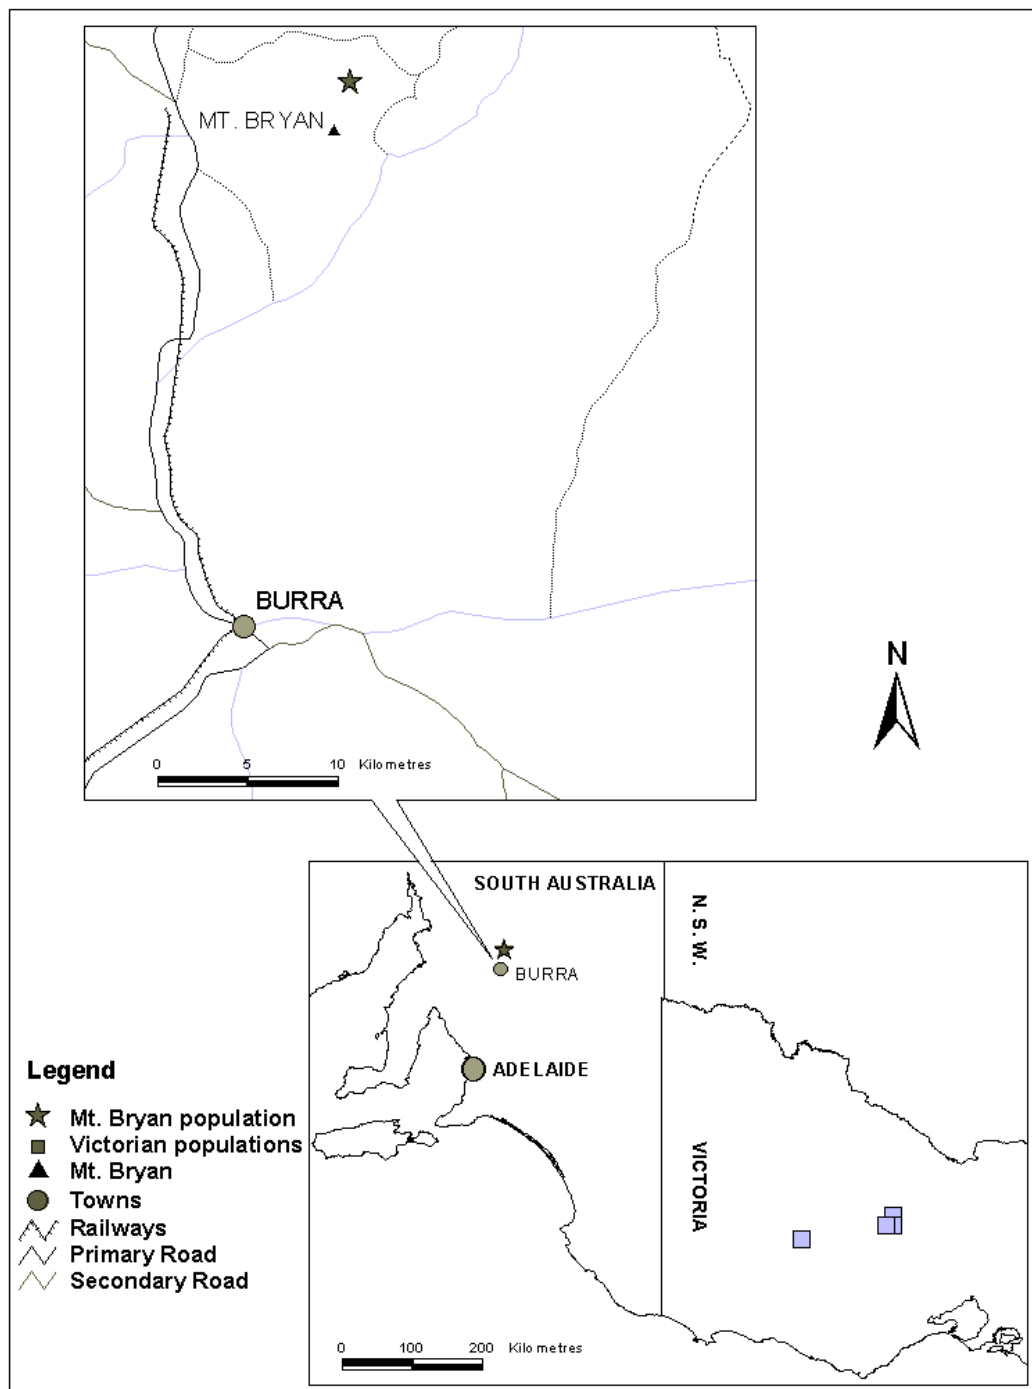 MT. BRYAN
BURRA
N
0 5 10 Kilometres
SOUTH AUSTRALIA
N. S. W.
BURRA
ADELAIDE
VICTORIA
Legend
Mt. Bryan population
Victorian populations
Mt. Bryan
Towns
Railways
Primary Road
Secondary Road
0 100 200 Kilometres